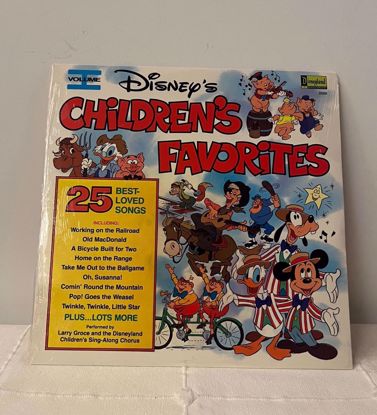 VOLUME
I
Disney's
CHiLDREN'S
FAVORITES
25 BEST-
LOVED
SONGS
INCLUDING:
Working on the Railroad
Old MacDonald
A Bicycle Built for Two
Home on the Range
Take Me Out to the Ballgame
Oh, Susanna!
Comin' Round the Mountain
Pop! Goes the Weasel
Twinkle, Twinkle, Little Star
PLUS...LOTS MORE
Performed by
Larry Groce and the Disneyland
Children's Sing-Along Chorus